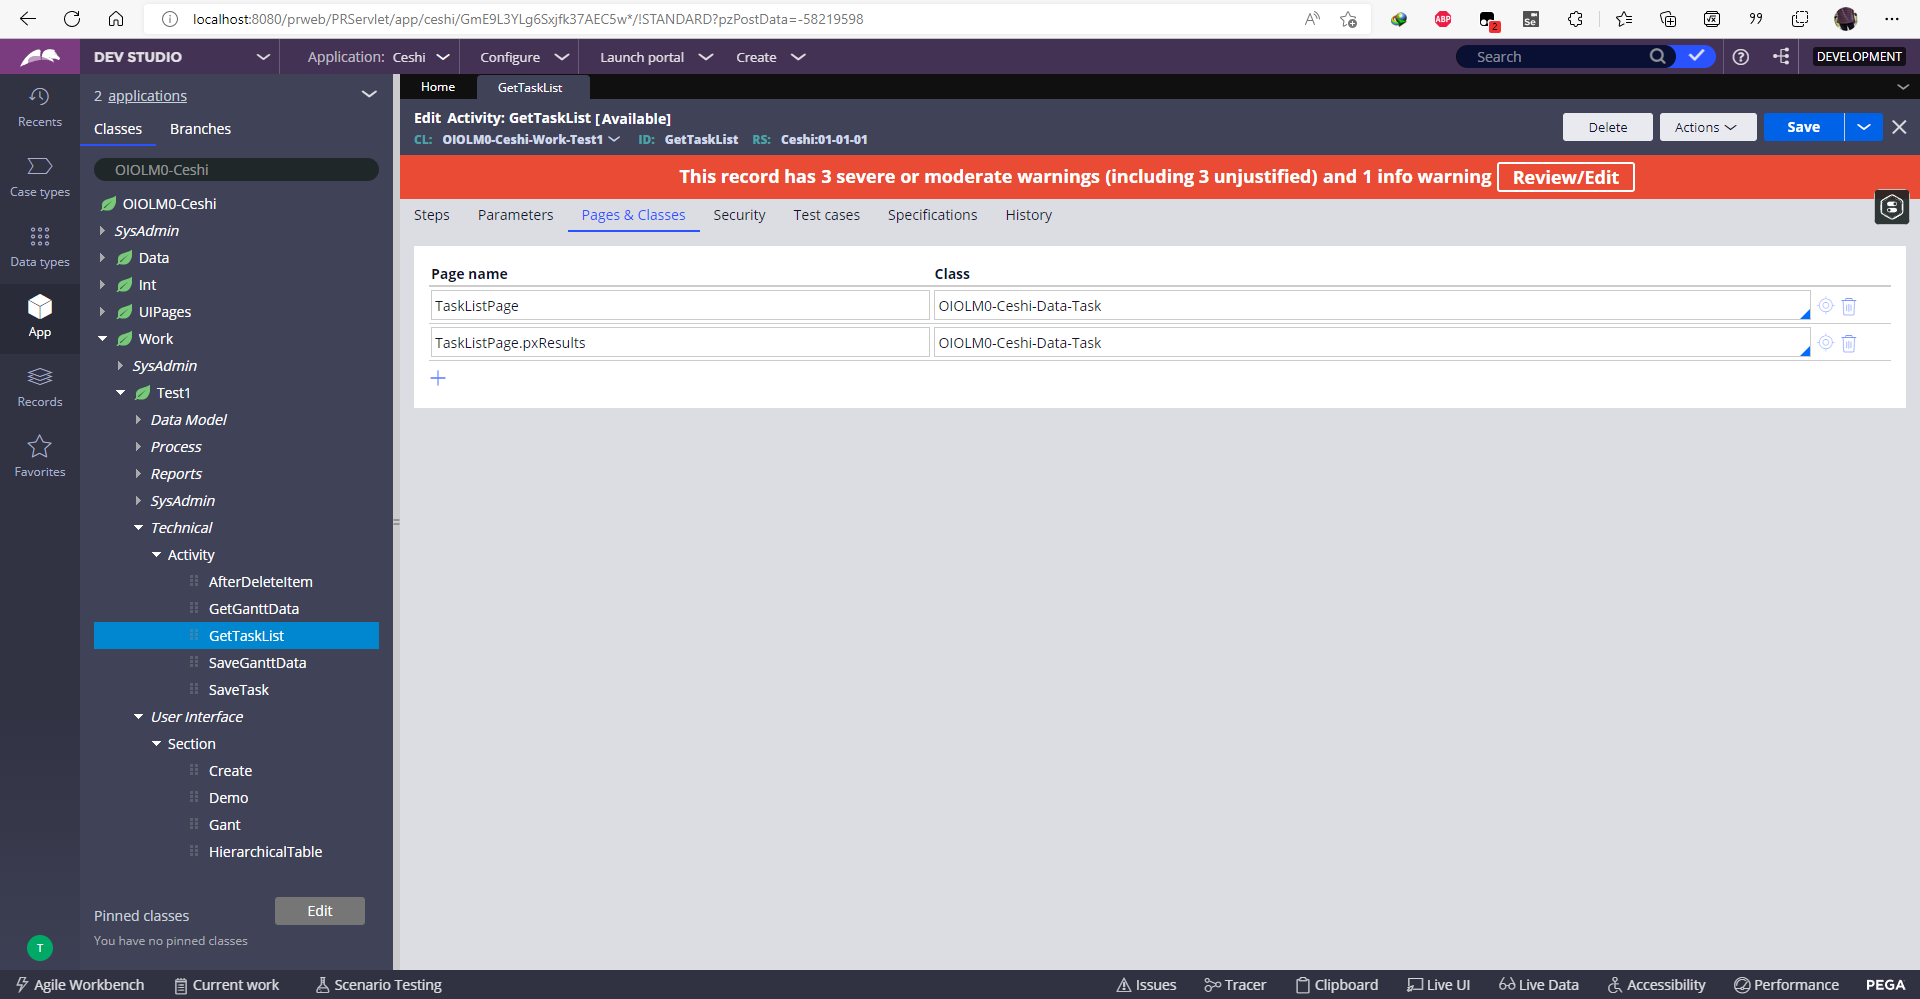 localhost:8080/prweb/PRServlet/app/ceshi/GmE9L3YLg6Sxjfk37AEC5w*/!STANDARD?pzPostData=-58219598
ABP
2
Se
DEV STUDIO
Application: Ceshi
Configure
Launch portal
Create
Search
DEVELOPMENT
Recents
Case types
Data types
App
Records
Favorites
T
2 applications
Classes
Branches
OIOLM0-Ceshi
OIOLM0-Ceshi
SysAdmin
Data
Int
UIPages
Work
SysAdmin
Test1
Data Model
Process
Reports
SysAdmin
Technical
Activity
AfterDeleteItem
GetGanttData
GetTaskList
SaveGanttData
SaveTask
User Interface
Section
Create
Demo
Gant
HierarchicalTable
Pinned classes
Edit
You have no pinned classes
Home
GetTaskList
Edit Activity: GetTaskList [Available]
CL: OIOLM0-Ceshi-Work-Test1 ID: GetTaskList RS: Ceshi:01-01-01
Delete
Actions
Save
This record has 3 severe or moderate warnings (including 3 unjustified) and 1 info warning Review/Edit
Steps
Parameters
Pages & Classes
Security
Test cases
Specifications
History
Page name
Class
TaskListPage
OIOLM0-Ceshi-Data-Task
TaskListPage.pxResults
OIOLM0-Ceshi-Data-Task
Agile Workbench
Current work
Scenario Testing
Issues
Tracer
Clipboard
Live UI
Live Data
Accessibility
Performance
PEGA